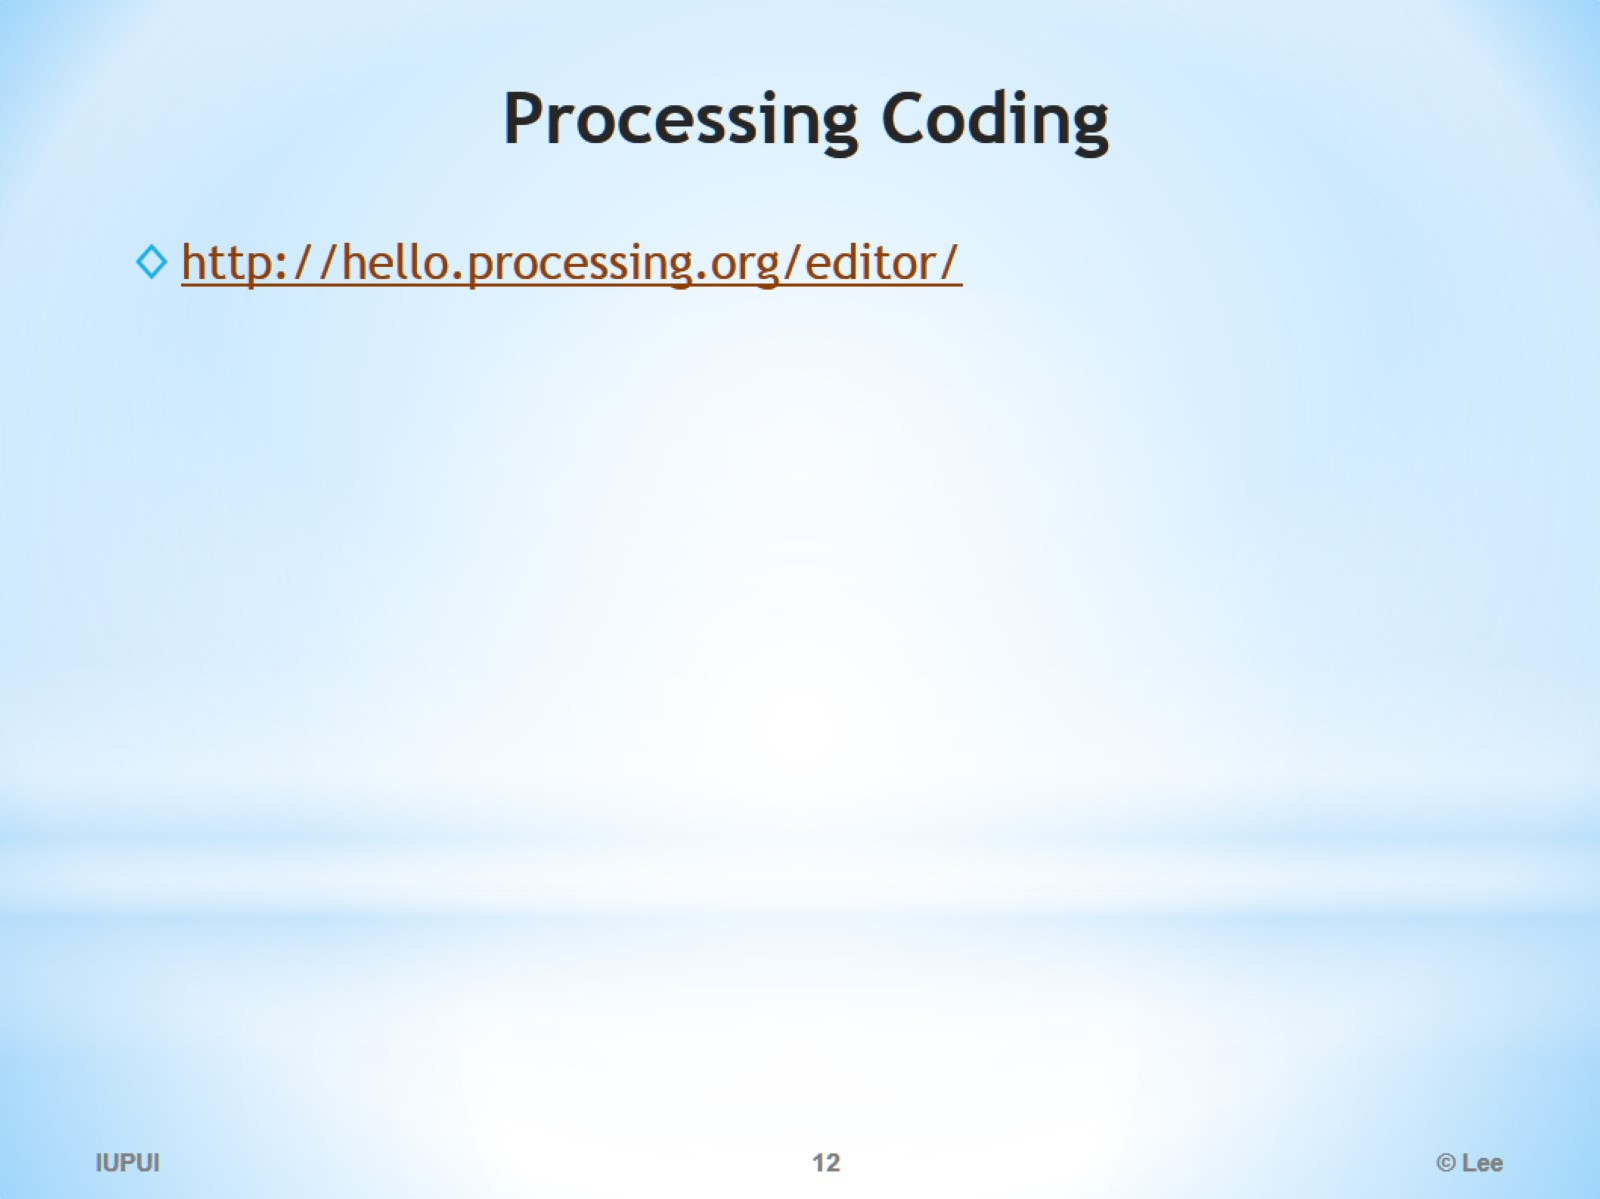 Processing Coding
http://hello.processing.org/editor/
IUPUI 12 © Lee